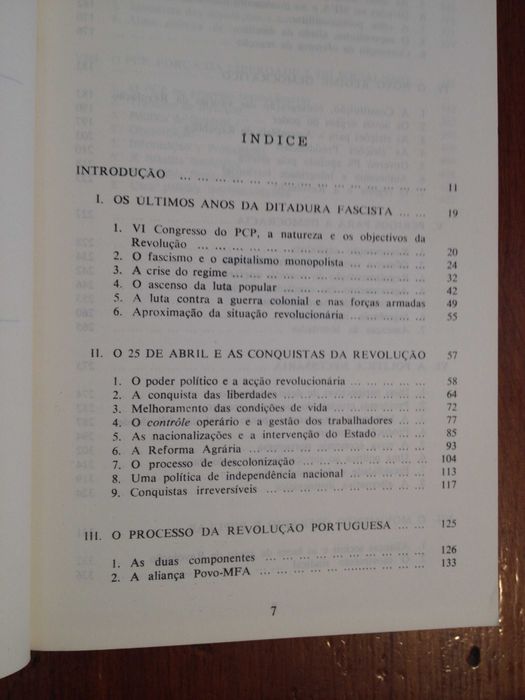 ÍNDICE
INTRODUÇÃO ... 11
I. OS ÚLTIMOS ANOS DA DITADURA FASCISTA ... 19
1. VI Congresso do PCP, a natureza e os objectivos da
Revolução ... 20
2. O fascismo e o capitalismo monopolista ... 24
3. A crise do regime ... 32
4. O ascenso da luta popular ... 42
5. A luta contra a guerra colonial e nas forças armadas 49
6. Aproximação da situação revolucionária ... 55
II. O 25 DE ABRIL E AS CONQUISTAS DA REVOLUÇÃO 57
1. O poder político e a acção revolucionária ... 58
2. A conquista das liberdades ... 64
3. Melhoramento das condições de vida ... 72
4. O contrôle operário e a gestão dos trabalhadores ... 77
5. As nacionalizações e a intervenção do Estado ... 85
6. A Reforma Agrária ... 93
7. O processo de descolonização ... 104
8. Uma política de independência nacional ... 113
9. Conquistas irreversíveis ... 117
III. O PROCESSO DA REVOLUÇÃO PORTUGUESA ... 125
1. As duas componentes ... 126
2. A aliança Povo-MFA ... 133
7